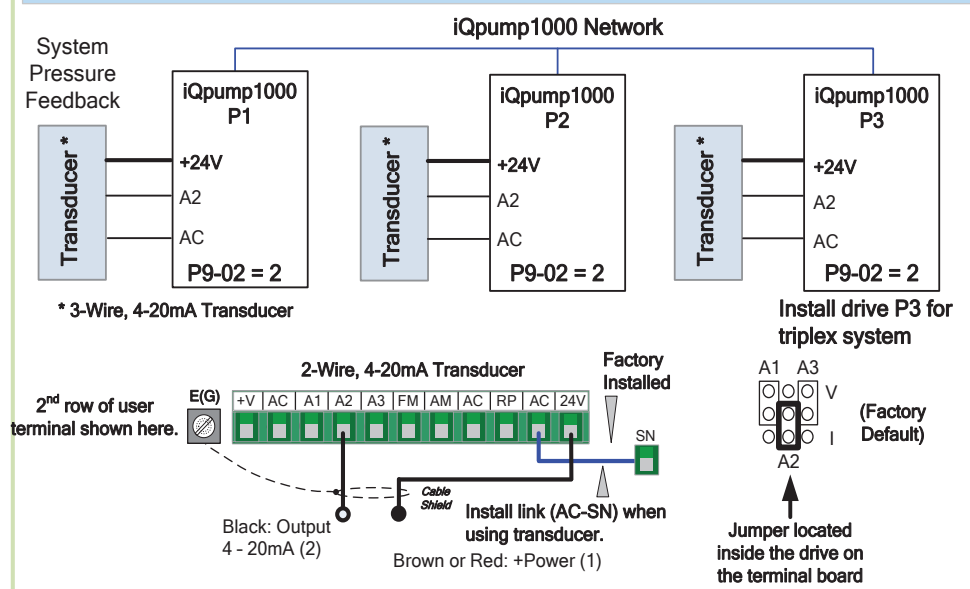 iQpump1000 Network
System
Pressure
Feedback
Transducer *
iQpump1000
P1
+24V
A2
AC
P9-02 = 2
Transducer *
iQpump1000
P2
+24V
A2
AC
P9-02 = 2
Transducer *
iQpump1000
P3
+24V
A2
AC
P9-02 = 2
* 3-Wire, 4-20mA Transducer
Install drive P3 for
triplex system
2-Wire, 4-20mA Transducer
Factory
Installed
2nd row of user
terminal shown here.
E(G)
+V AC A1 A2 A3 FM AM AC RP AC 24V
SN
Cable
Shield
Install link (AC-SN) when
using transducer.
Black: Output
4 - 20mA (2)
Brown or Red: +Power (1)
A1 A3
V
(Factory
Default)
I
A2
Jumper located
inside the drive on
the terminal board